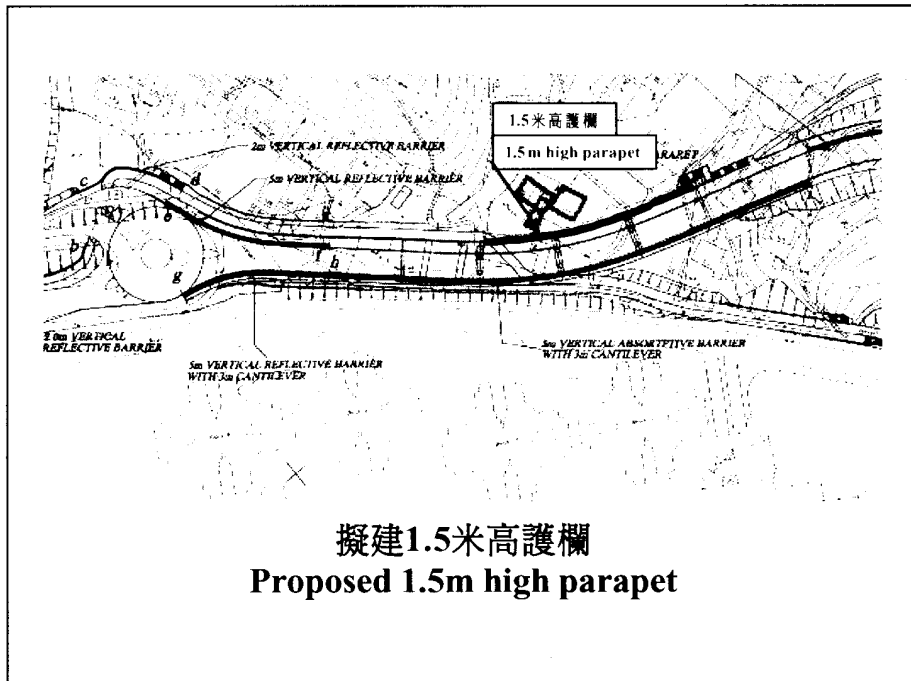 1.5米高護欄
1.5m high parapet
PARAPET
2m VERTICAL REFLECTIVE BARRIER
5m VERTICAL REFLECTIVE BARRIER
c
d
e
b
g
f
h
VERTICAL
REFLECTIVE BARRIER
5m VERTICAL REFLECTIVE BARRIER
WITH 3m CANTILEVER
VERTICAL ABSORPTIVE BARRIER
WITH 3m CANTILEVER
擬建1.5米高護欄
Proposed 1.5m high parapet